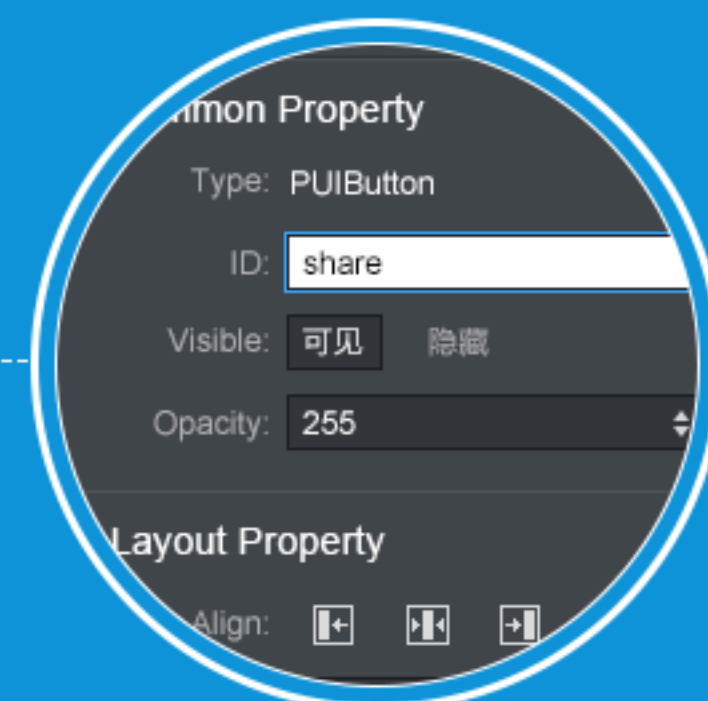 mmon Property
Type: PUIButton
ID: share
Visible: 可见 隐藏
Opacity: 255
Layout Property
Align: